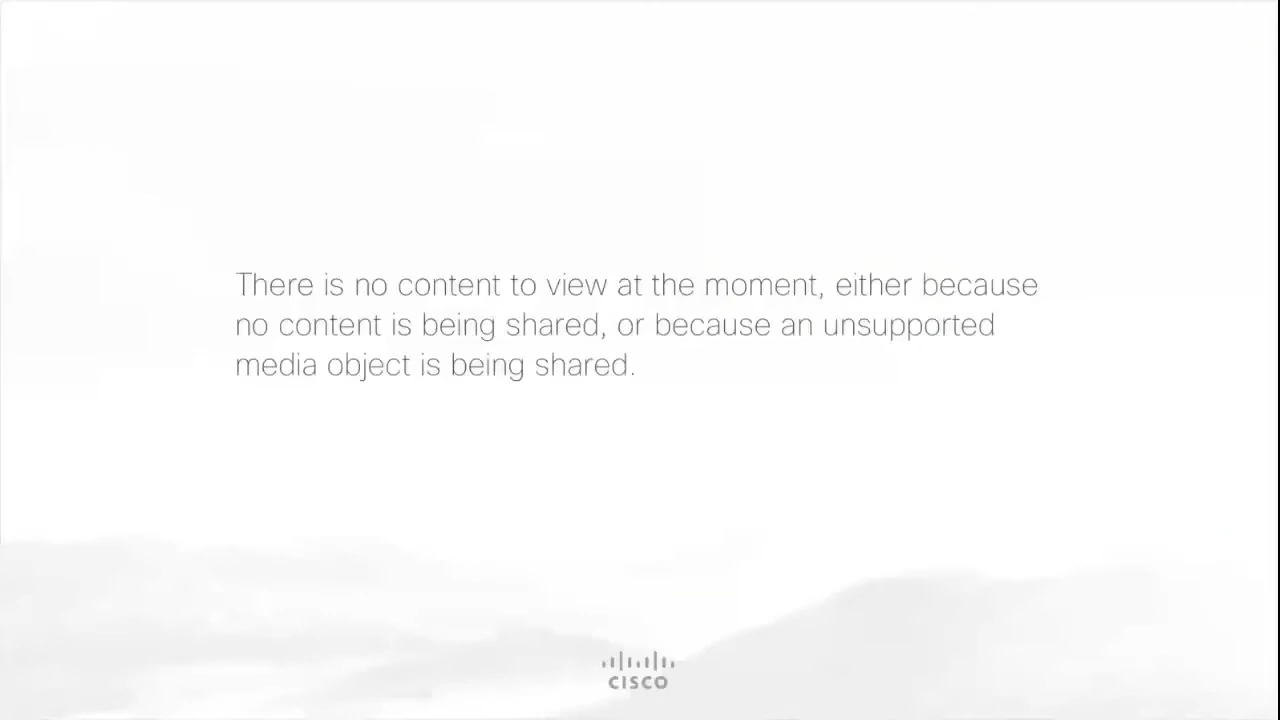 There is no content to view at the moment, either because
no content is being shared, or because an unsupported
media object is being shared.
CISCO